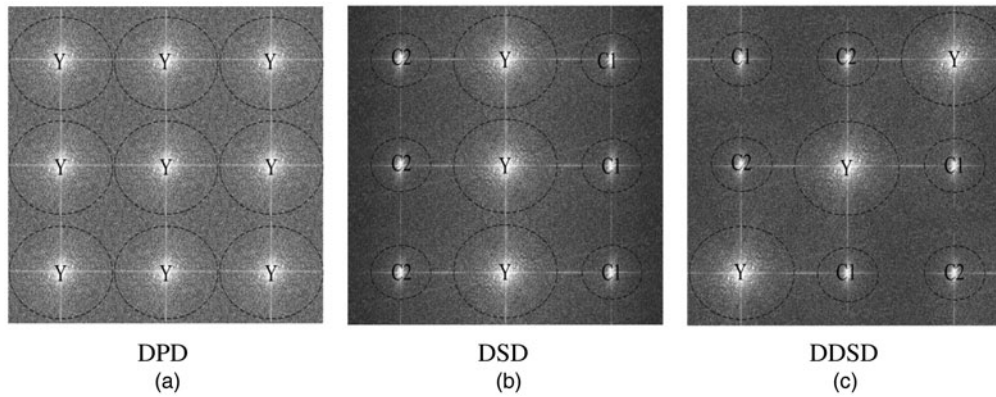 Y Y Y C2 Y C1 C1 C2 Y
Y Y Y C2 Y C1 C2 Y C1
Y Y Y C2 Y C1 Y C1 C2
DPD DSD DDSD
(a) (b) (c)